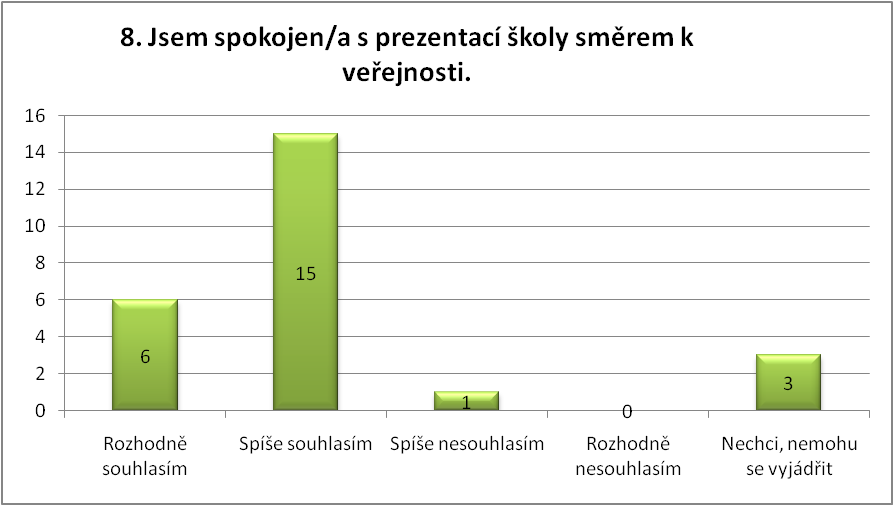 8. Jsem spokojen/a s prezentací školy směrem k
veřejnosti.
16
14
12
10
8
6
4
2
0
6
15
1
0
3
Rozhodně
souhlasím
Spíše souhlasím
Spíše nesouhlasím
Rozhodně
nesouhlasím
Nechci, nemohu
se vyjádřit